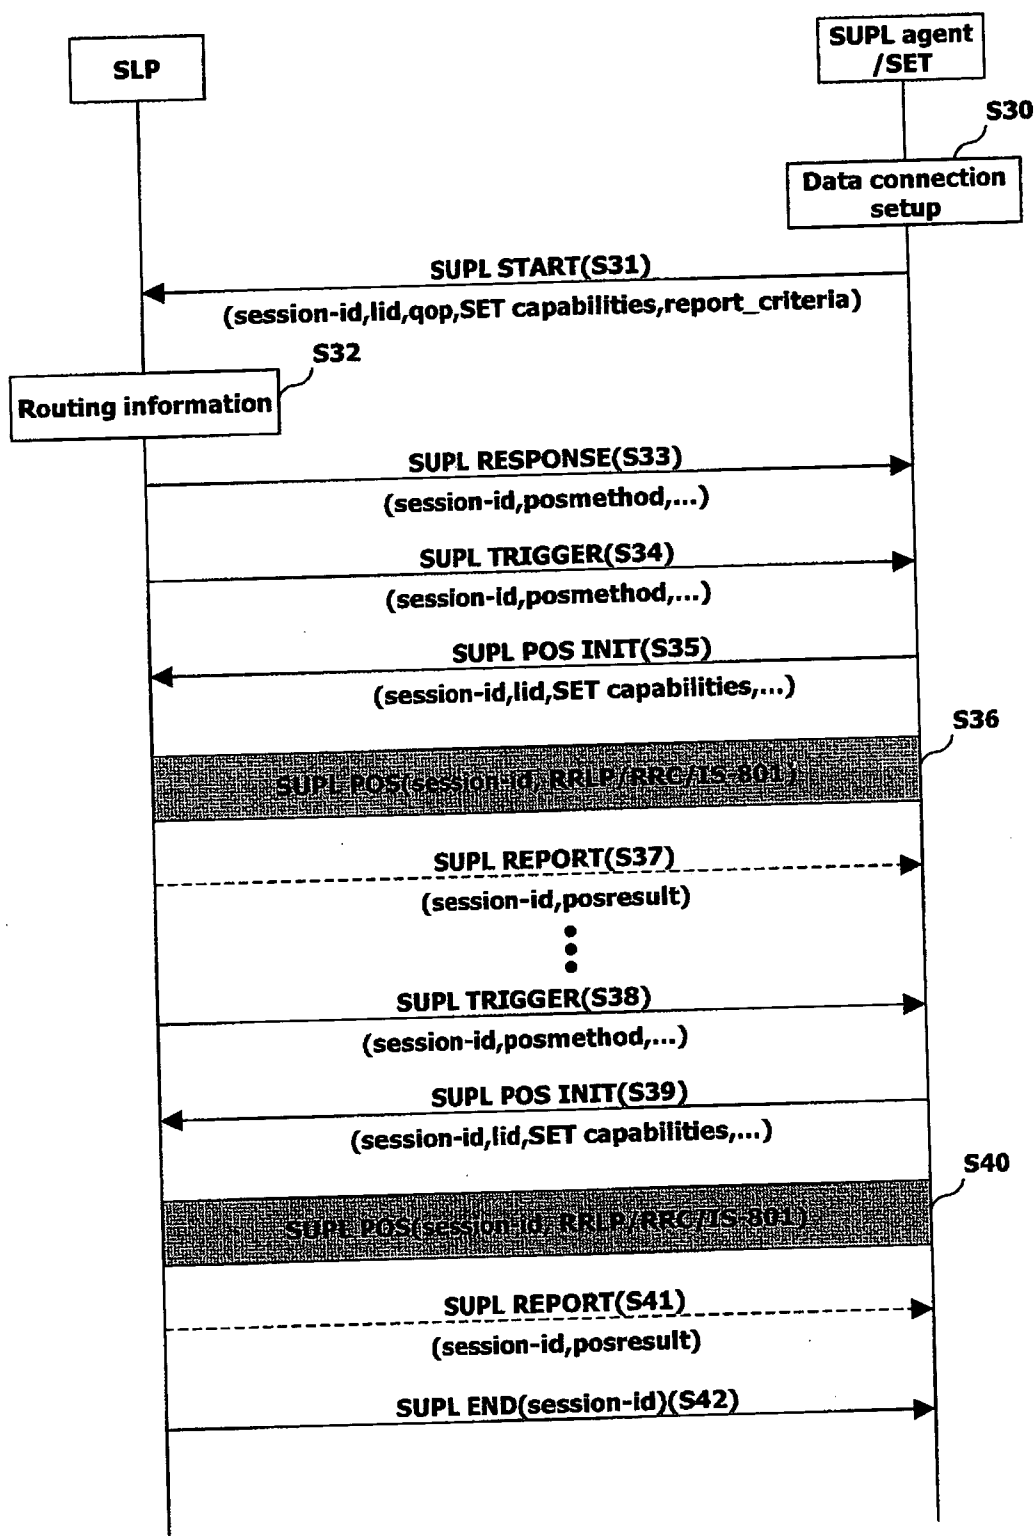 SLP
SUPL agent
/SET
S30
Data connection
setup
SUPL START(S31)
(session-id,lid,qop,SET capabilities,report_criteria)
S32
Routing information
SUPL RESPONSE(S33)
(session-id,posmethod,...)
SUPL TRIGGER(S34)
(session-id,posmethod,...)
SUPL POS INIT(S35)
(session-id,lid,SET capabilities,...)
S36
SUPL POS(session-id, RRLP/RRC/IS-801)
SUPL REPORT(S37)
(session-id,posresult)
SUPL TRIGGER(S38)
(session-id,posmethod,...)
SUPL POS INIT(S39)
(session-id,lid,SET capabilities,...)
S40
SUPL POS(session-id, RRLP/RRC/IS-801)
SUPL REPORT(S41)
(session-id,posresult)
SUPL END(session-id)(S42)